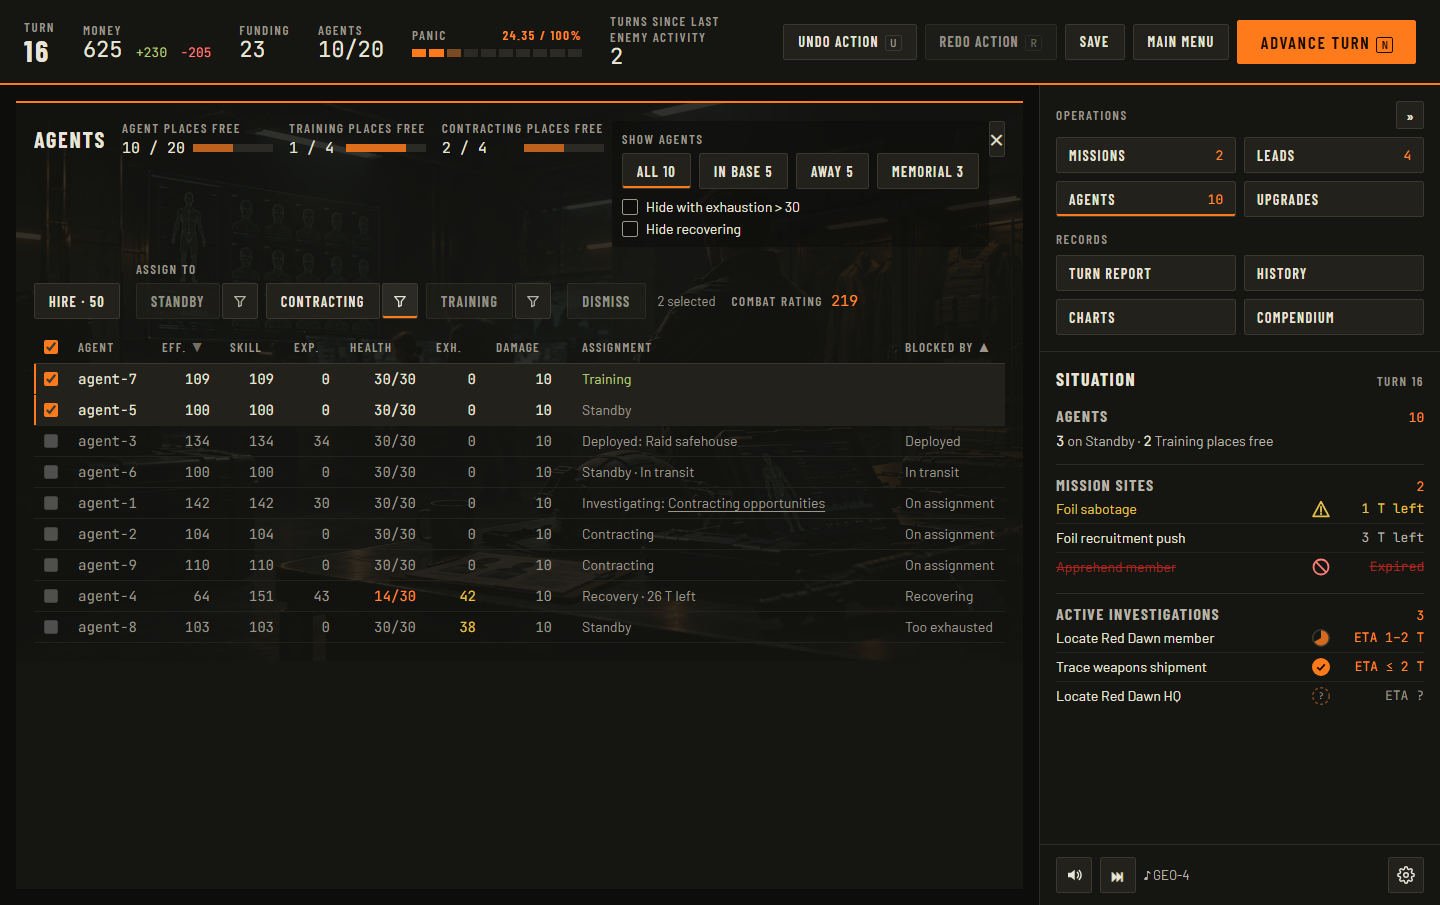 TURN
16
MONEY
625 +230 -205
FUNDING
23
AGENTS
10/20
PANIC 24.35 / 100%
TURNS SINCE LAST
ENEMY ACTIVITY
2
UNDO ACTION U
REDO ACTION R
SAVE
MAIN MENU
ADVANCE TURN N
AGENTS
AGENT PLACES FREE
10 / 20
TRAINING PLACES FREE
1 / 4
CONTRACTING PLACES FREE
2 / 4
SHOW AGENTS
ALL 10
IN BASE 5
AWAY 5
MEMORIAL 3
Hide with exhaustion > 30
Hide recovering
ASSIGN TO
HIRE · 50
STANDBY
CONTRACTING
TRAINING
DISMISS
2 selected
COMBAT RATING 219
AGENT EFF. ▼ SKILL EXP. HEALTH EXH. DAMAGE ASSIGNMENT BLOCKED BY ▲
agent-7 109 109 0 30/30 0 10 Training
agent-5 100 100 0 30/30 0 10 Standby
agent-3 134 134 34 30/30 0 10 Deployed: Raid safehouse Deployed
agent-6 100 100 0 30/30 0 10 Standby · In transit In transit
agent-1 142 142 30 30/30 0 10 Investigating: Contracting opportunities On assignment
agent-2 104 104 0 30/30 0 10 Contracting On assignment
agent-9 110 110 0 30/30 0 10 Contracting On assignment
agent-4 64 151 43 14/30 42 10 Recovery · 26 T left Recovering
agent-8 103 103 0 30/30 38 10 Standby Too exhausted
OPERATIONS »
MISSIONS 2
LEADS 4
AGENTS 10
UPGRADES
RECORDS
TURN REPORT
HISTORY
CHARTS
COMPENDIUM
SITUATION TURN 16
AGENTS 10
3 on Standby · 2 Training places free
MISSION SITES 2
Foil sabotage 1 T left
Foil recruitment push 3 T left
Apprehend member Expired
ACTIVE INVESTIGATIONS 3
Locate Red Dawn member ETA 1–2 T
Trace weapons shipment ETA ≤ 2 T
Locate Red Dawn HQ ? ETA ?
♪ GEO-4